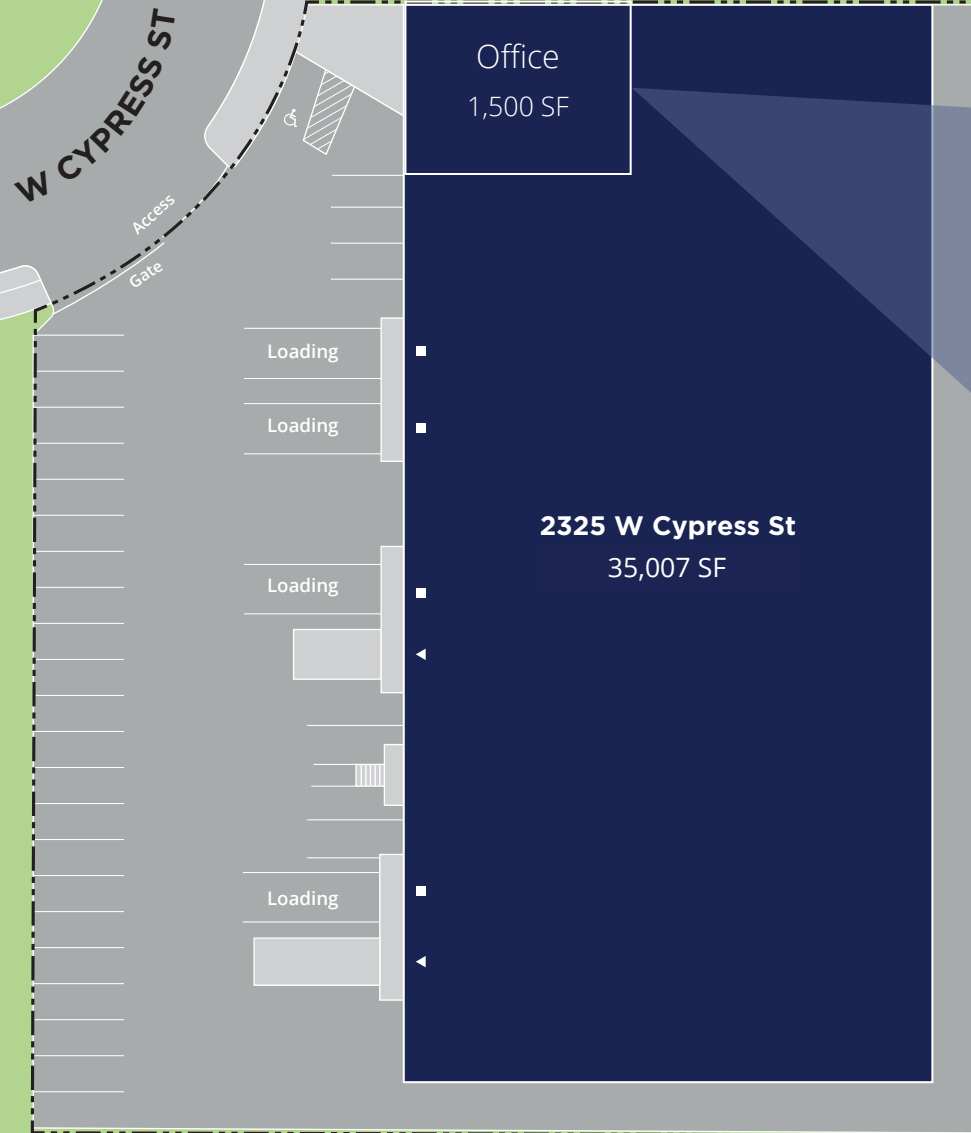 W CYPRESS ST
Office
1,500 SF
Access
Gate
Loading
Loading
2325 W Cypress St
35,007 SF
Loading
Loading